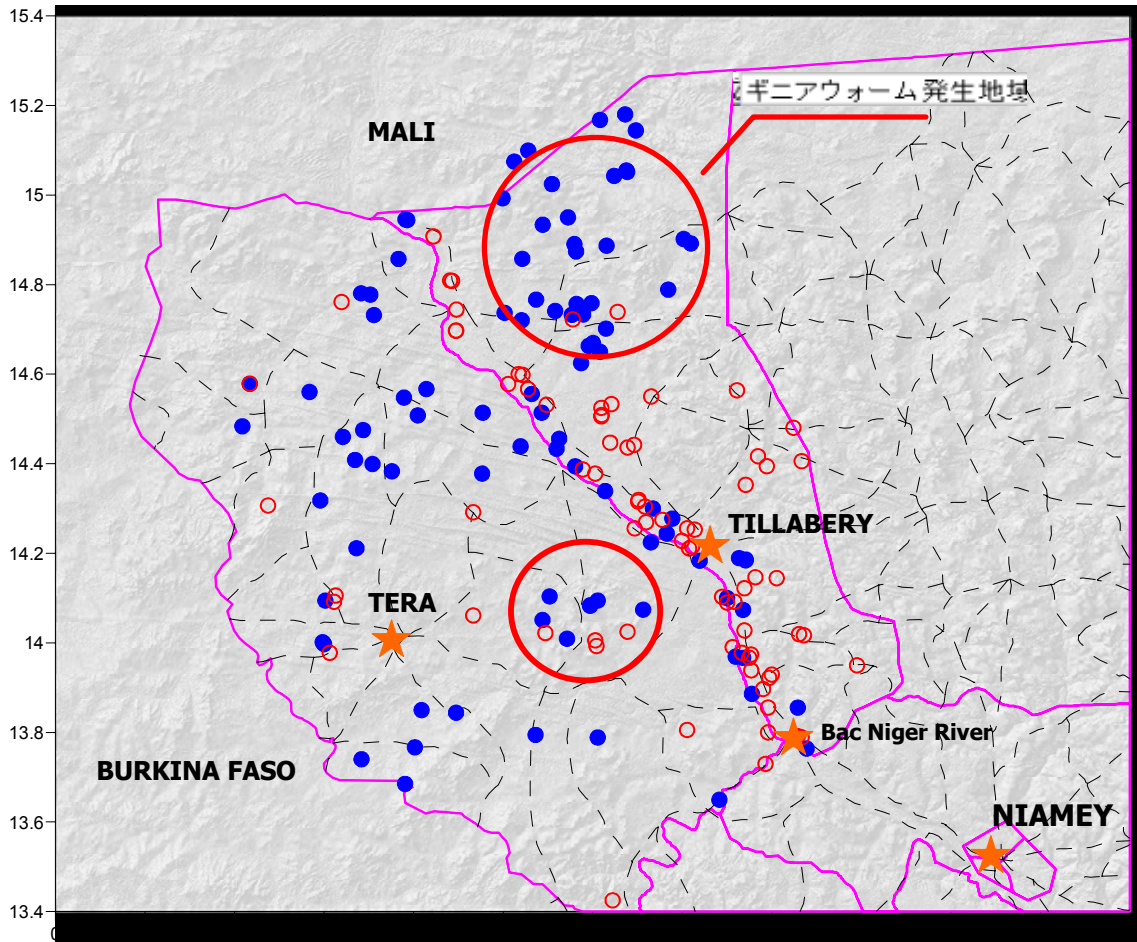 15.4
15.2
ギニアウォーム発生地域
MALI
15
14.8
14.6
14.4
TILLABERY
14.2
TERA
14
Bac Niger River
13.8
BURKINA FASO
NIAMEY
13.6
13.4